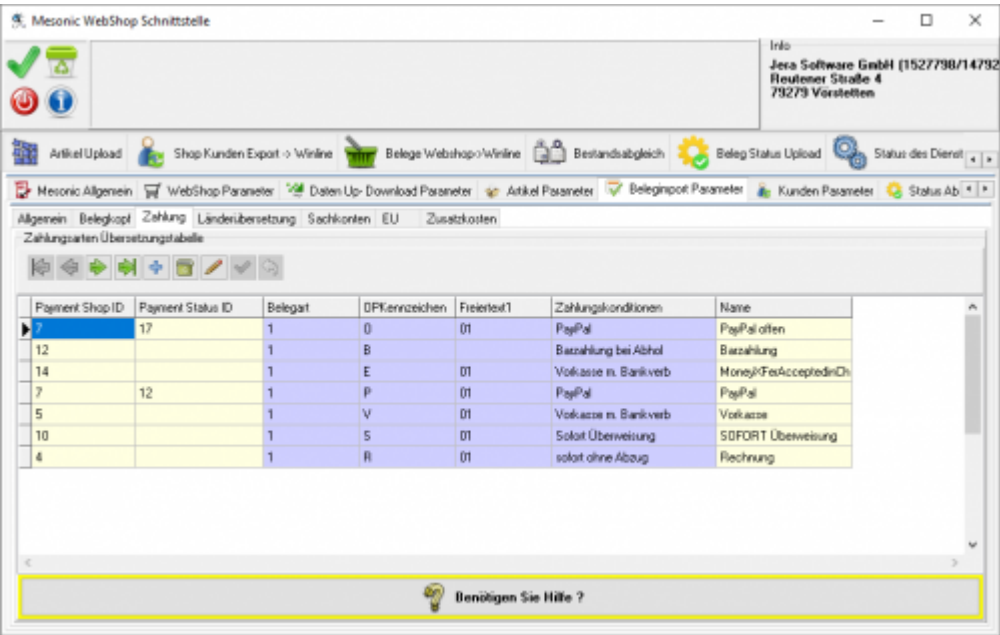 Mesonic WebShop Schnittstelle
Info
Jera Software GmbH (1527798/14792
Reutener Straße 4
79279 Vörstetten
Artikel Upload Shop Kunden Export -> Winline Belege Webshop->Winline Bestandsabgleich Beleg Status Upload Status des Dienst
Mesonic Allgemein WebShop Parameter Daten Up- Download Parameter Artikel Parameter Belegimport Parameter Kunden Parameter Status Ab
Allgemein Belegkopf Zahlung Länderübersetzung Sachkonten EU Zusatzkosten
Zahlungsarten Übersetzungstabelle
Payment Shop ID Payment Status ID Belegart OPKennzeichen Freiertext1 Zahlungskonditionen Name
7 17 1 O 01 PayPal PayPal offen
12 1 B Barzahlung bei Abhol Barzahlung
14 1 E 01 Vorkasse m. Bankverb
7 12 1 P 01 PayPal PayPal
5 1 V 01 Vorkasse m. Bankverb Vorkasse
10 1 S 01 Sofort Überweisung SOFORT Überweisung
4 1 R 01 sofort ohne Abzug Rechnung
Benötigen Sie Hilfe ?